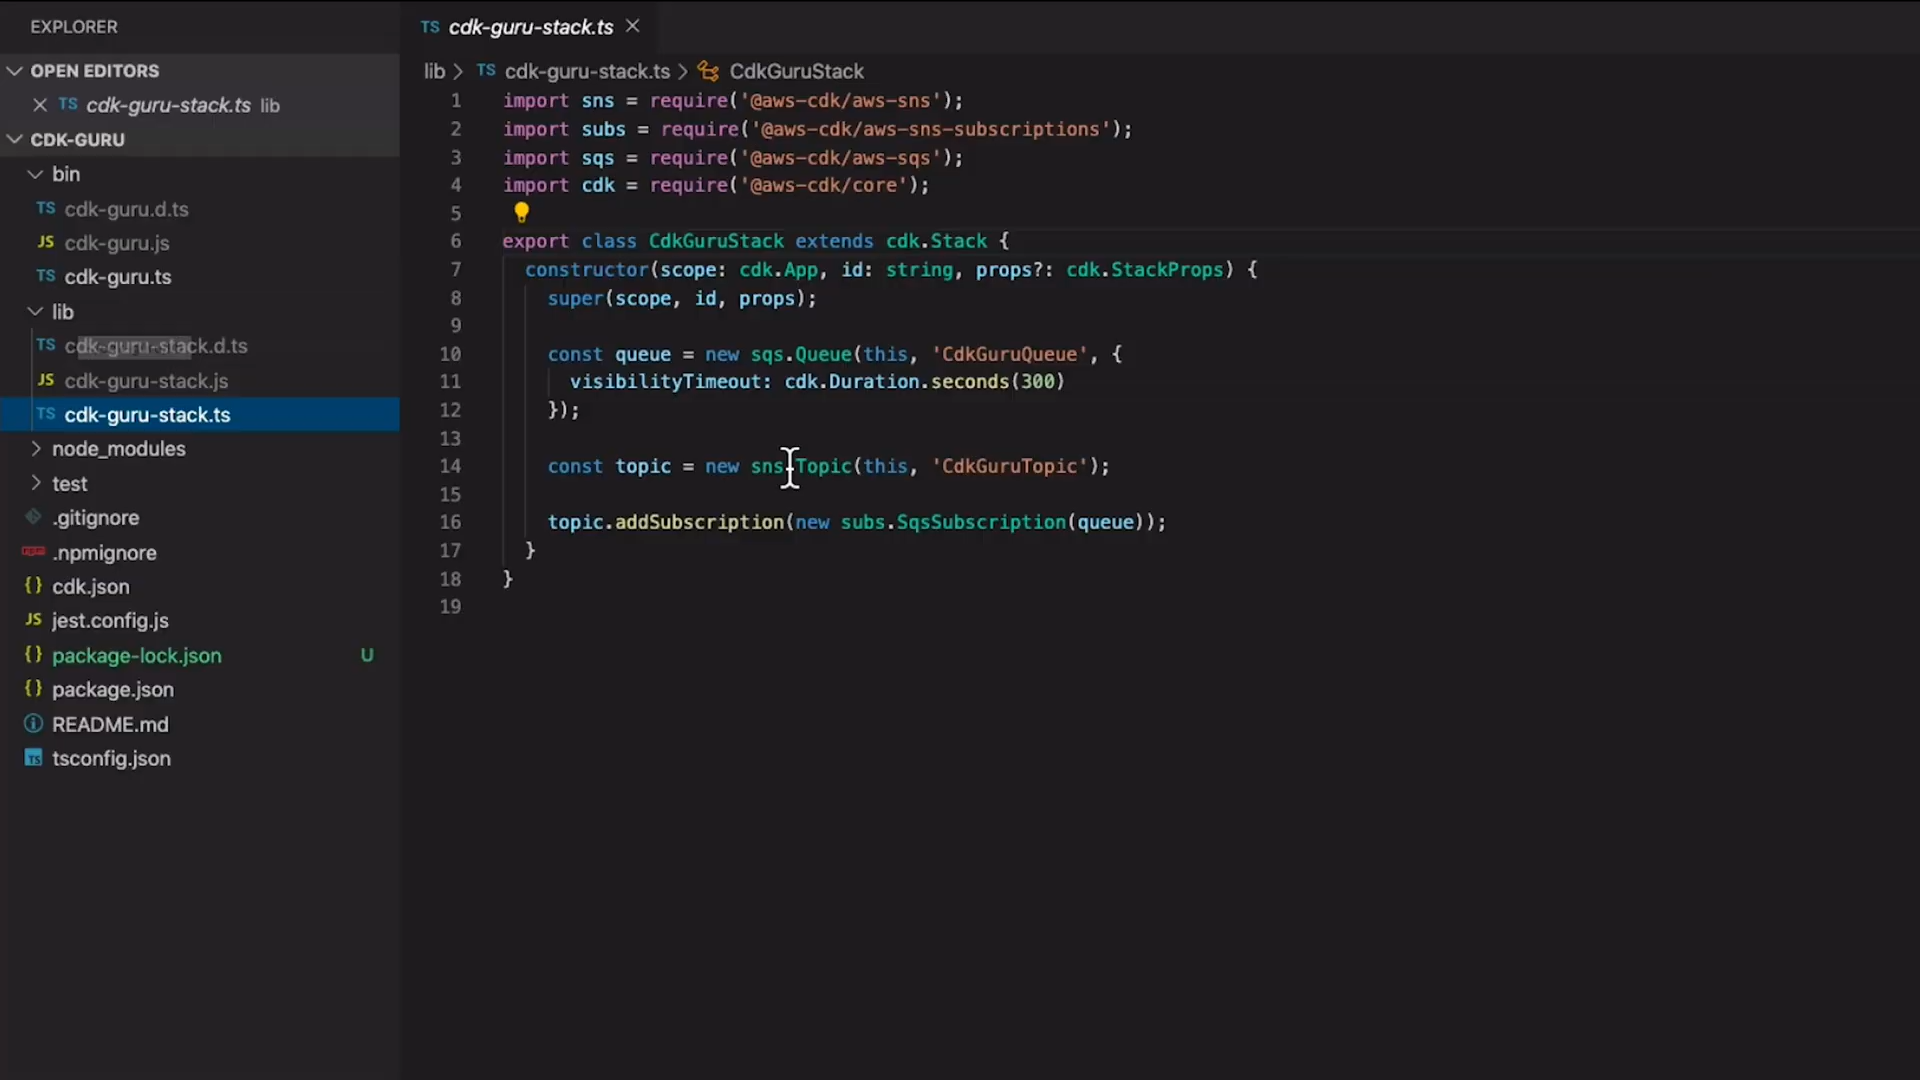 EXPLORER
OPEN EDITORS
TS cdk-guru-stack.ts lib
CDK-GURU
bin
TS cdk-guru.d.ts
JS cdk-guru.js
TS cdk-guru.ts
lib
TS cdk-guru-stack.d.ts
JS cdk-guru-stack.js
TS cdk-guru-stack.ts
node_modules
test
.gitignore
npm .npmignore
{} cdk.json
JS jest.config.js
{} package-lock.json U
{} package.json
README.md
TS tsconfig.json
TS cdk-guru-stack.ts
lib > TS cdk-guru-stack.ts > CdkGuruStack
1 import sns = require('@aws-cdk/aws-sns');
2 import subs = require('@aws-cdk/aws-sns-subscriptions');
3 import sqs = require('@aws-cdk/aws-sqs');
4 import cdk = require('@aws-cdk/core');
5
6 export class CdkGuruStack extends cdk.Stack {
7 constructor(scope: cdk.App, id: string, props?: cdk.StackProps) {
8 super(scope, id, props);
9
10 const queue = new sqs.Queue(this, 'CdkGuruQueue', {
11 visibilityTimeout: cdk.Duration.seconds(300)
12 });
13
14 const topic = new sns.Topic(this, 'CdkGuruTopic');
15
16 topic.addSubscription(new subs.SqsSubscription(queue));
17 }
18 }
19